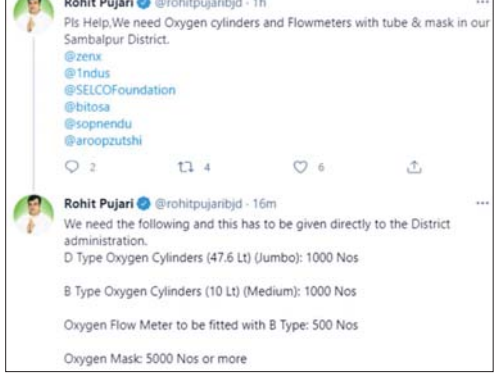 Rohit Pujari @rohitpujaribjd · 1h
Pls Help,We need Oxygen cylinders and Flowmeters with tube & mask in our
Sambalpur District.
@zenx
@1ndus
@SELCOFoundation
@bitosa
@sopnendu
@aroopzutshi
2 4 6
Rohit Pujari @rohitpujaribjd · 16m
We need the following and this has to be given directly to the District
administration.
D Type Oxygen Cylinders (47.6 Lt) (Jumbo): 1000 Nos
B Type Oxygen Cylinders (10 Lt) (Medium): 1000 Nos
Oxygen Flow Meter to be fitted with B Type: 500 Nos
Oxygen Mask: 5000 Nos or more